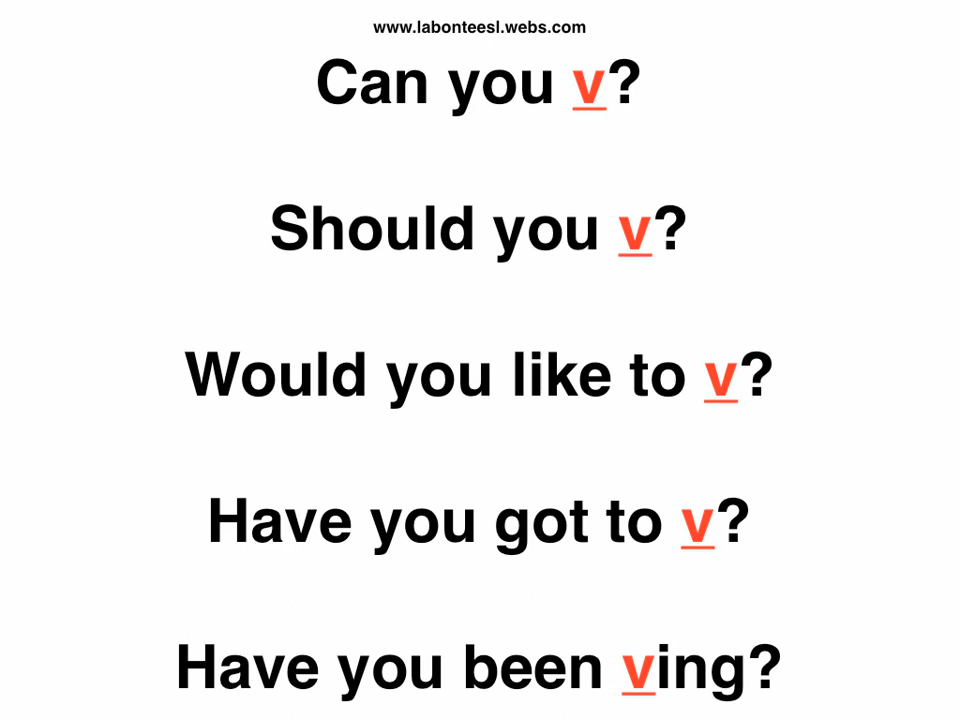 www.labonteesl.webs.com
Can you v?
Should you v?
Would you like to v?
Have you got to v?
Have you been ving?